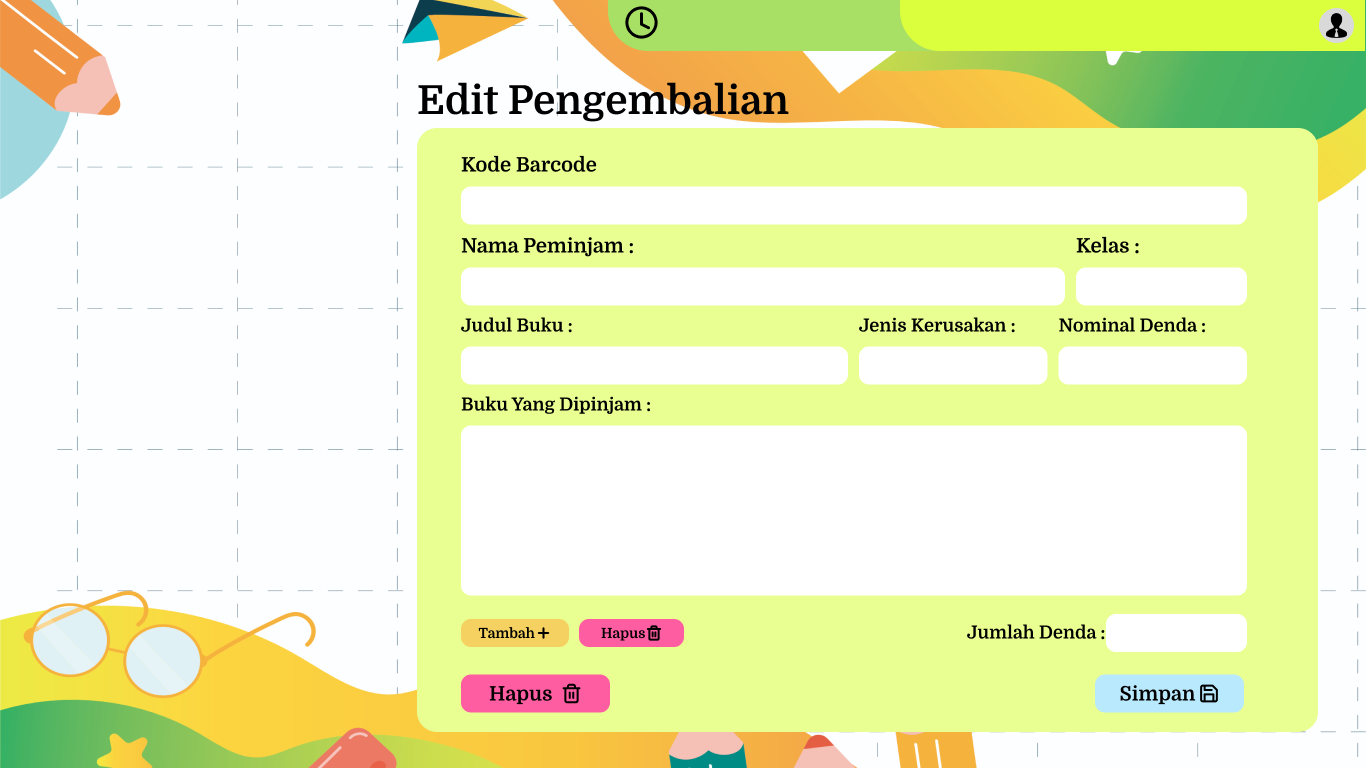 Edit Pengembalian
Kode Barcode
Nama Peminjam :
Kelas :
Judul Buku :
Jenis Kerusakan :
Nominal Denda :
Buku Yang Dipinjam :
Tambah
Hapus
Jumlah Denda :
Hapus
Simpan